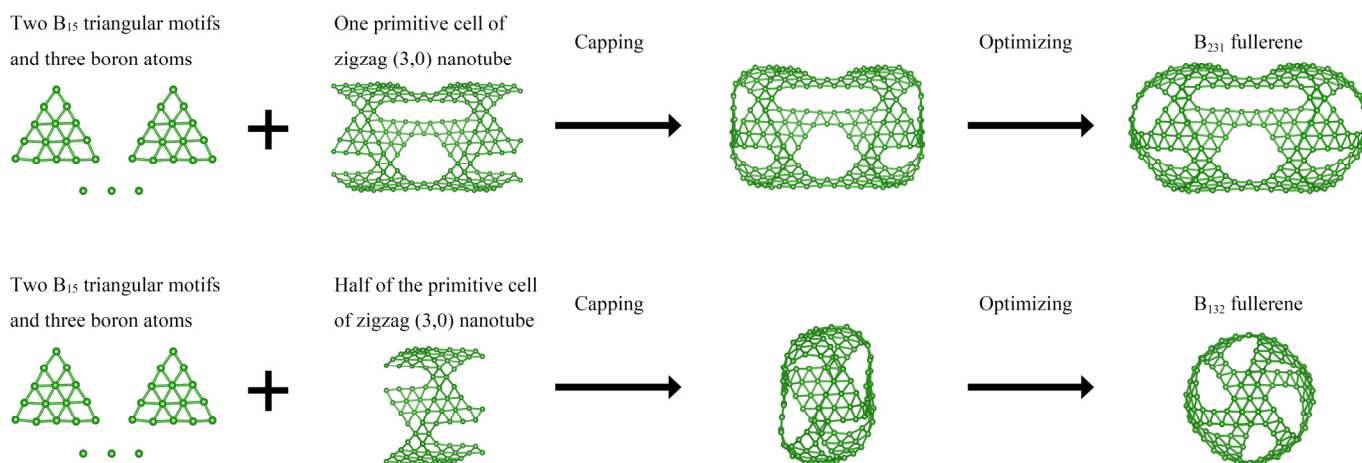 Two B₁₅ triangular motifs
and three boron atoms
One primitive cell of
zigzag (3,0) nanotube
Capping
Optimizing
B₂₃₁ fullerene
Two B₁₅ triangular motifs
and three boron atoms
Half of the primitive cell
of zigzag (3,0) nanotube
Capping
Optimizing
B₁₃₂ fullerene